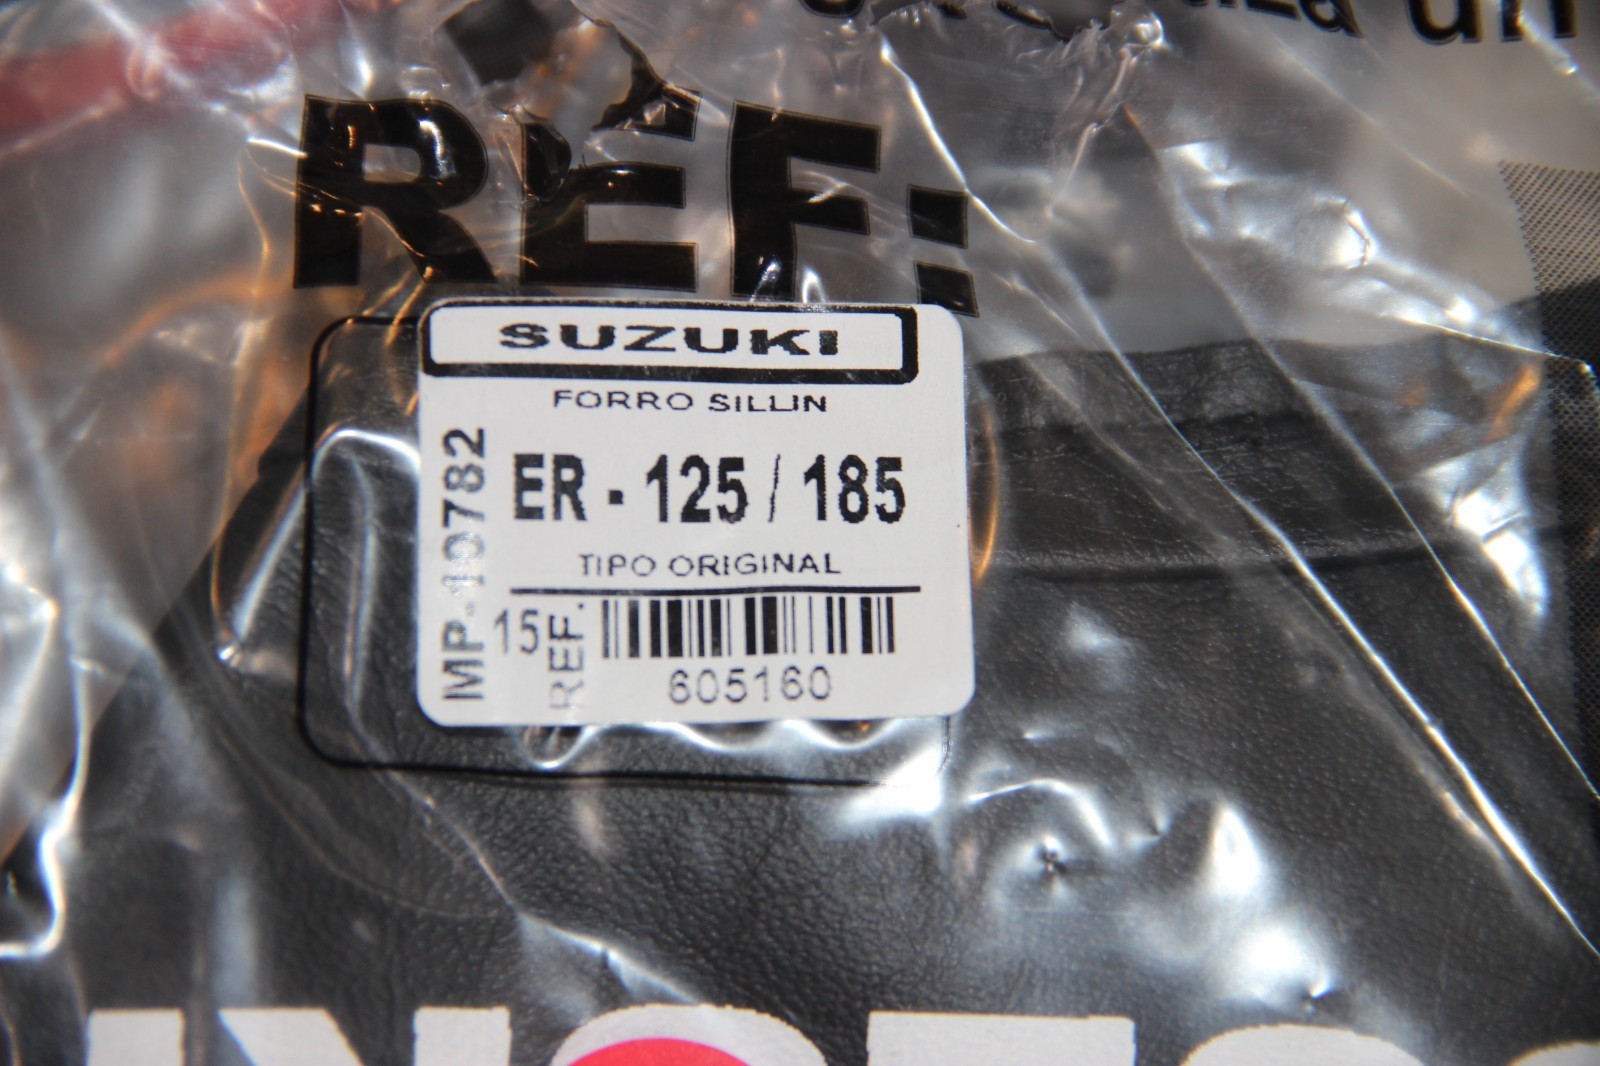 REF:
SUZUKI
FORRO SILLIN
ER - 125 / 185
TIPO ORIGINAL
MP-10782
15
REF.
605160